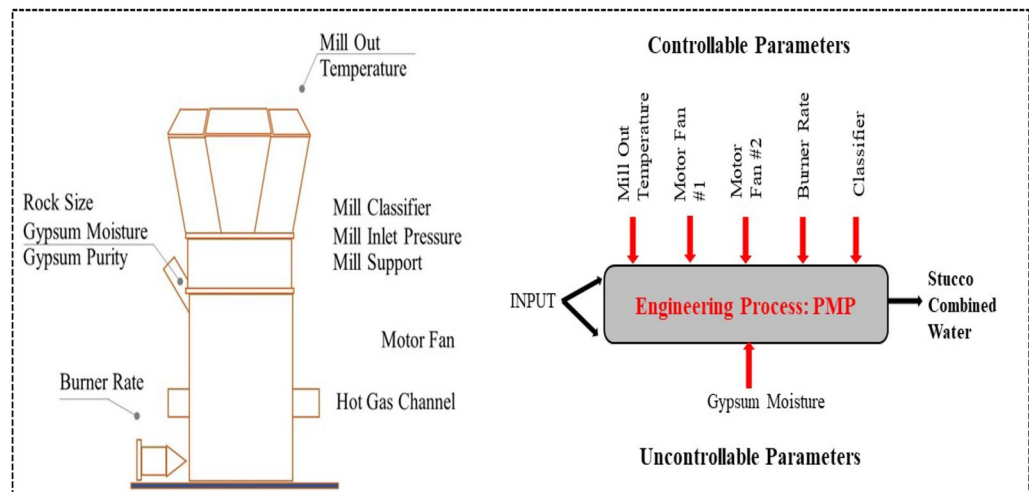 Mill Out
Temperature
Rock Size
Gypsum Moisture
Gypsum Purity
Mill Classifier
Mill Inlet Pressure
Mill Support
Motor Fan
Burner Rate
Hot Gas Channel
Controllable Parameters
Mill Out
Temperature
Motor Fan
#1
Motor
Fan #2
Burner Rate
Classifier
INPUT
Engineering Process: PMP
Stucco
Combined
Water
Gypsum Moisture
Uncontrollable Parameters